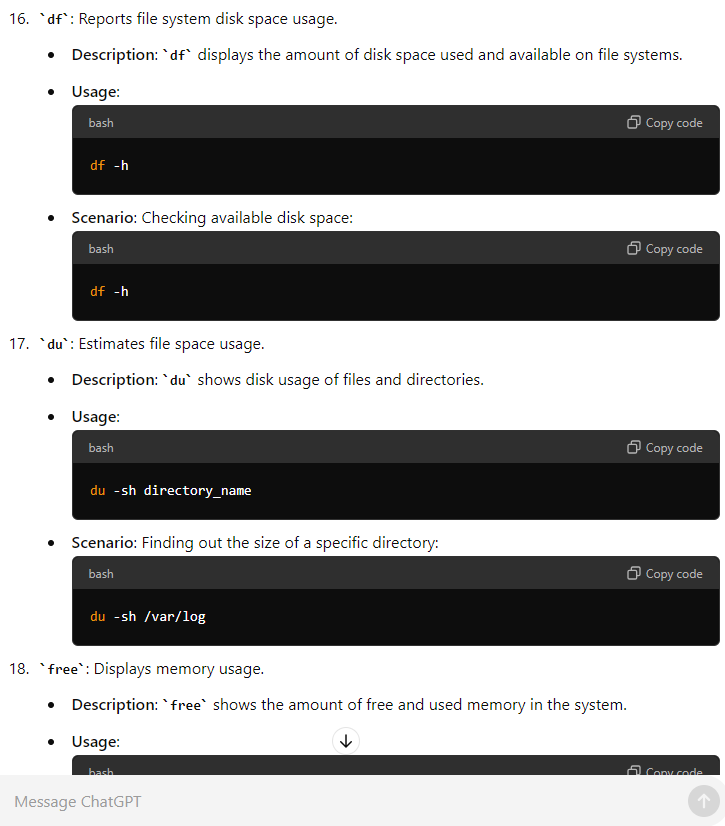 16. `df`: Reports file system disk space usage.
• Description: `df` displays the amount of disk space used and available on file systems.
• Usage:
bash Copy code
df -h
• Scenario: Checking available disk space:
bash Copy code
df -h
17. `du`: Estimates file space usage.
• Description: `du` shows disk usage of files and directories.
• Usage:
bash Copy code
du -sh directory_name
• Scenario: Finding out the size of a specific directory:
bash Copy code
du -sh /var/log
18. `free`: Displays memory usage.
• Description: `free` shows the amount of free and used memory in the system.
• Usage:
bash Copy code
Message ChatGPT